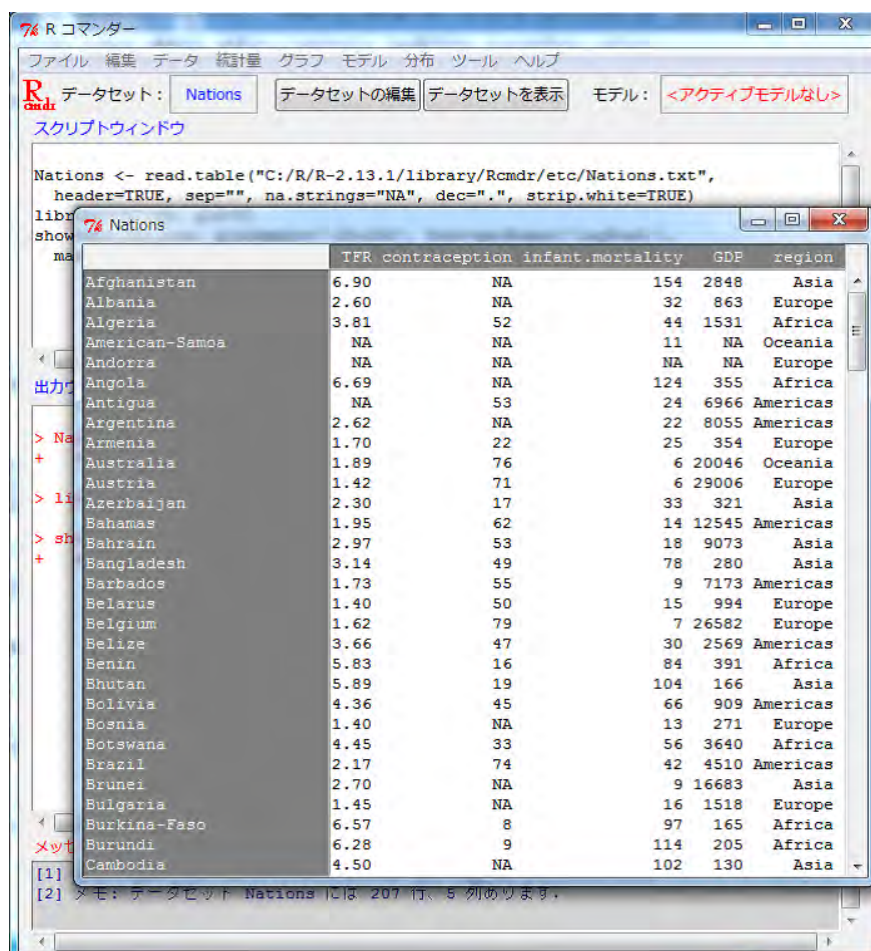 R コマンダー
ファイル 編集 データ 統計量 グラフ モデル 分布 ツール ヘルプ
R cmdr データセット: Nations データセットの編集 データセットを表示 モデル: <アクティブモデルなし>
スクリプトウィンドウ
Nations <- read.table("C:/R/R-2.13.1/library/Rcmdr/etc/Nations.txt",
header=TRUE, sep="", na.strings="NA", dec=".", strip.white=TRUE)
libr
show
ma
Nations
TFR contraception infant.mortality GDP region
Afghanistan 6.90 NA 154 2848 Asia
Albania 2.60 NA 32 863 Europe
Algeria 3.81 52 44 1531 Africa
American-Samoa NA NA 11 NA Oceania
Andorra NA NA NA NA Europe
Angola 6.69 NA 124 355 Africa
Antigua NA 53 24 6966 Americas
Argentina 2.62 NA 22 8055 Americas
Armenia 1.70 22 25 354 Europe
Australia 1.89 76 6 20046 Oceania
Austria 1.42 71 6 29006 Europe
Azerbaijan 2.30 17 33 321 Asia
Bahamas 1.95 62 14 12545 Americas
Bahrain 2.97 53 18 9073 Asia
Bangladesh 3.14 49 78 280 Asia
Barbados 1.73 55 9 7173 Americas
Belarus 1.40 50 15 994 Europe
Belgium 1.62 79 7 26582 Europe
Belize 3.66 47 30 2569 Americas
Benin 5.83 16 84 391 Africa
Bhutan 5.89 19 104 166 Asia
Bolivia 4.36 45 66 909 Americas
Bosnia 1.40 NA 13 271 Europe
Botswana 4.45 33 56 3640 Africa
Brazil 2.17 74 42 4510 Americas
Brunei 2.70 NA 9 16683 Asia
Bulgaria 1.45 NA 16 1518 Europe
Burkina-Faso 6.57 8 97 165 Africa
Burundi 6.28 9 114 205 Africa
Cambodia 4.50 NA 102 130 Asia
出力ウ
> Na
+
> li
> sh
+
メッセ
[1]
[2] メモ: データセット Nations には 207 行、5 列あります.